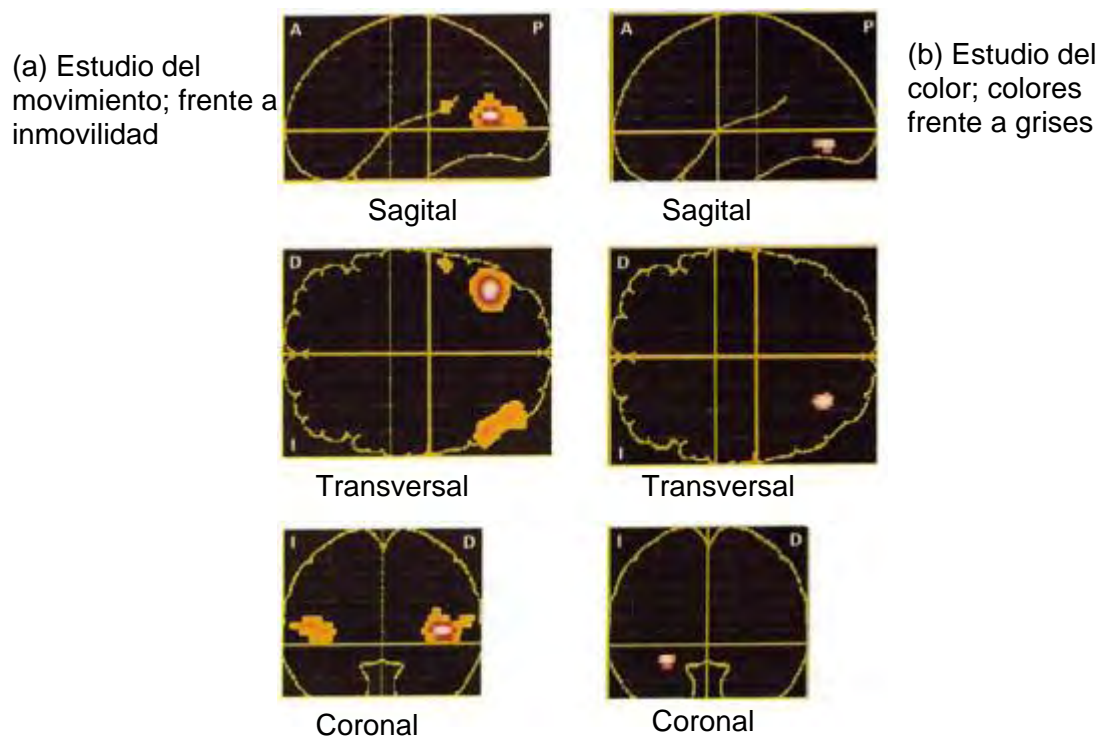 (a) Estudio del
movimiento; frente a
inmovilidad
A
P
Sagital
D
I
Transversal
I
D
Coronal
A
P
Sagital
D
I
Transversal
I
D
Coronal
(b) Estudio del
color; colores
frente a grises